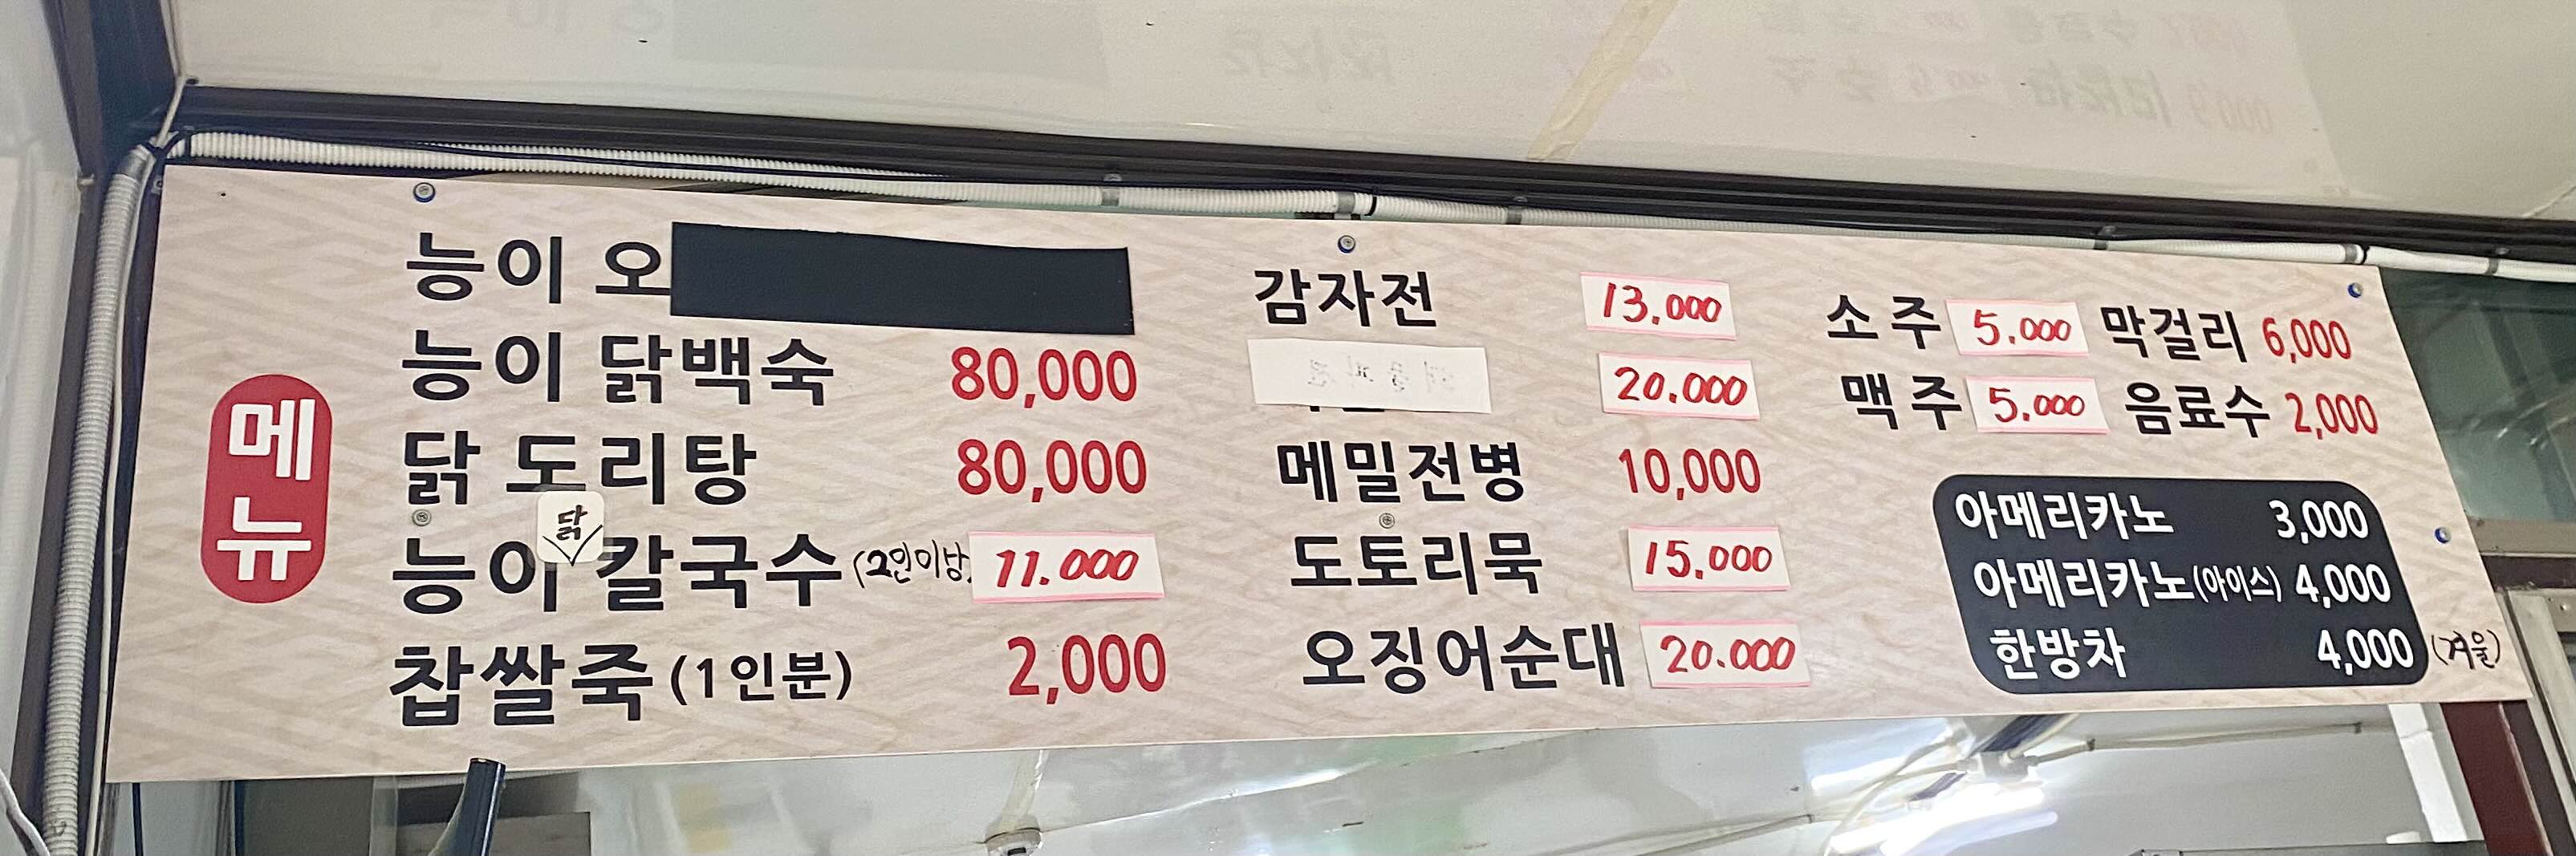 메뉴
능이 오
능이 닭백숙 80,000
닭 도리탕 80,000
닭
능이 칼국수 (2인이상) 11.000
찹쌀죽 (1인분) 2,000
감자전 13,000
20.000
메밀전병 10,000
도토리묵 15,000
오징어순대 20.000
소주 5,000 막걸리 6,000
맥주 5,000 음료수 2,000
아메리카노 3,000
아메리카노(아이스) 4,000
한방차 4,000 (겨울)